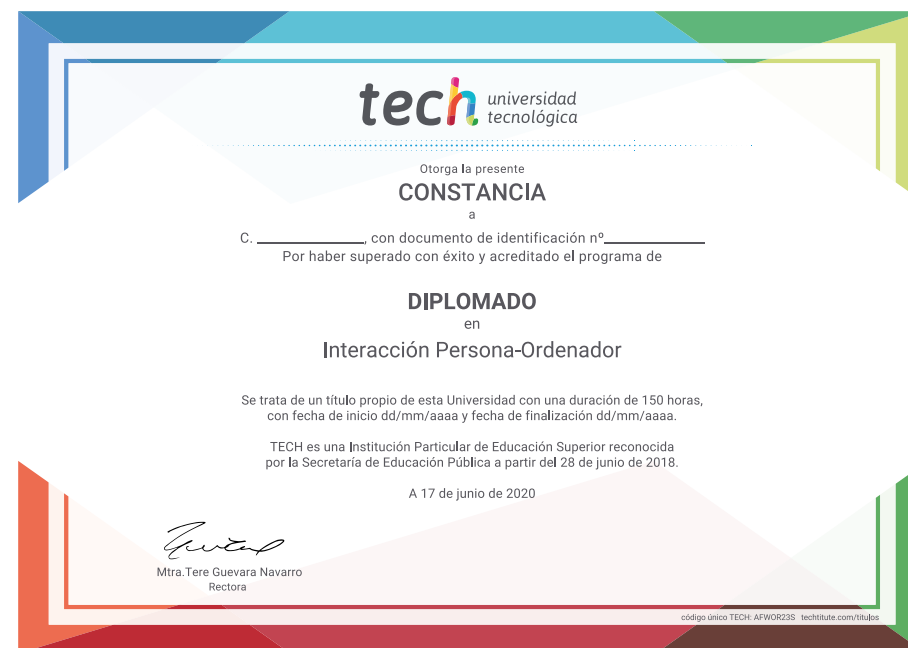 tech universidad
tecnológica
Otorga la presente
CONSTANCIA
a
C. ____________, con documento de identificación nº____________
Por haber superado con éxito y acreditado el programa de
DIPLOMADO
en
Interacción Persona-Ordenador
Se trata de un título propio de esta Universidad con una duración de 150 horas,
con fecha de inicio dd/mm/aaaa y fecha de finalización dd/mm/aaaa.
TECH es una Institución Particular de Educación Superior reconocida
por la Secretaría de Educación Pública a partir del 28 de junio de 2018.
A 17 de junio de 2020
Mtra.Tere Guevara Navarro
Rectora
código único TECH: AFWOR23S techtitute.com/titulos